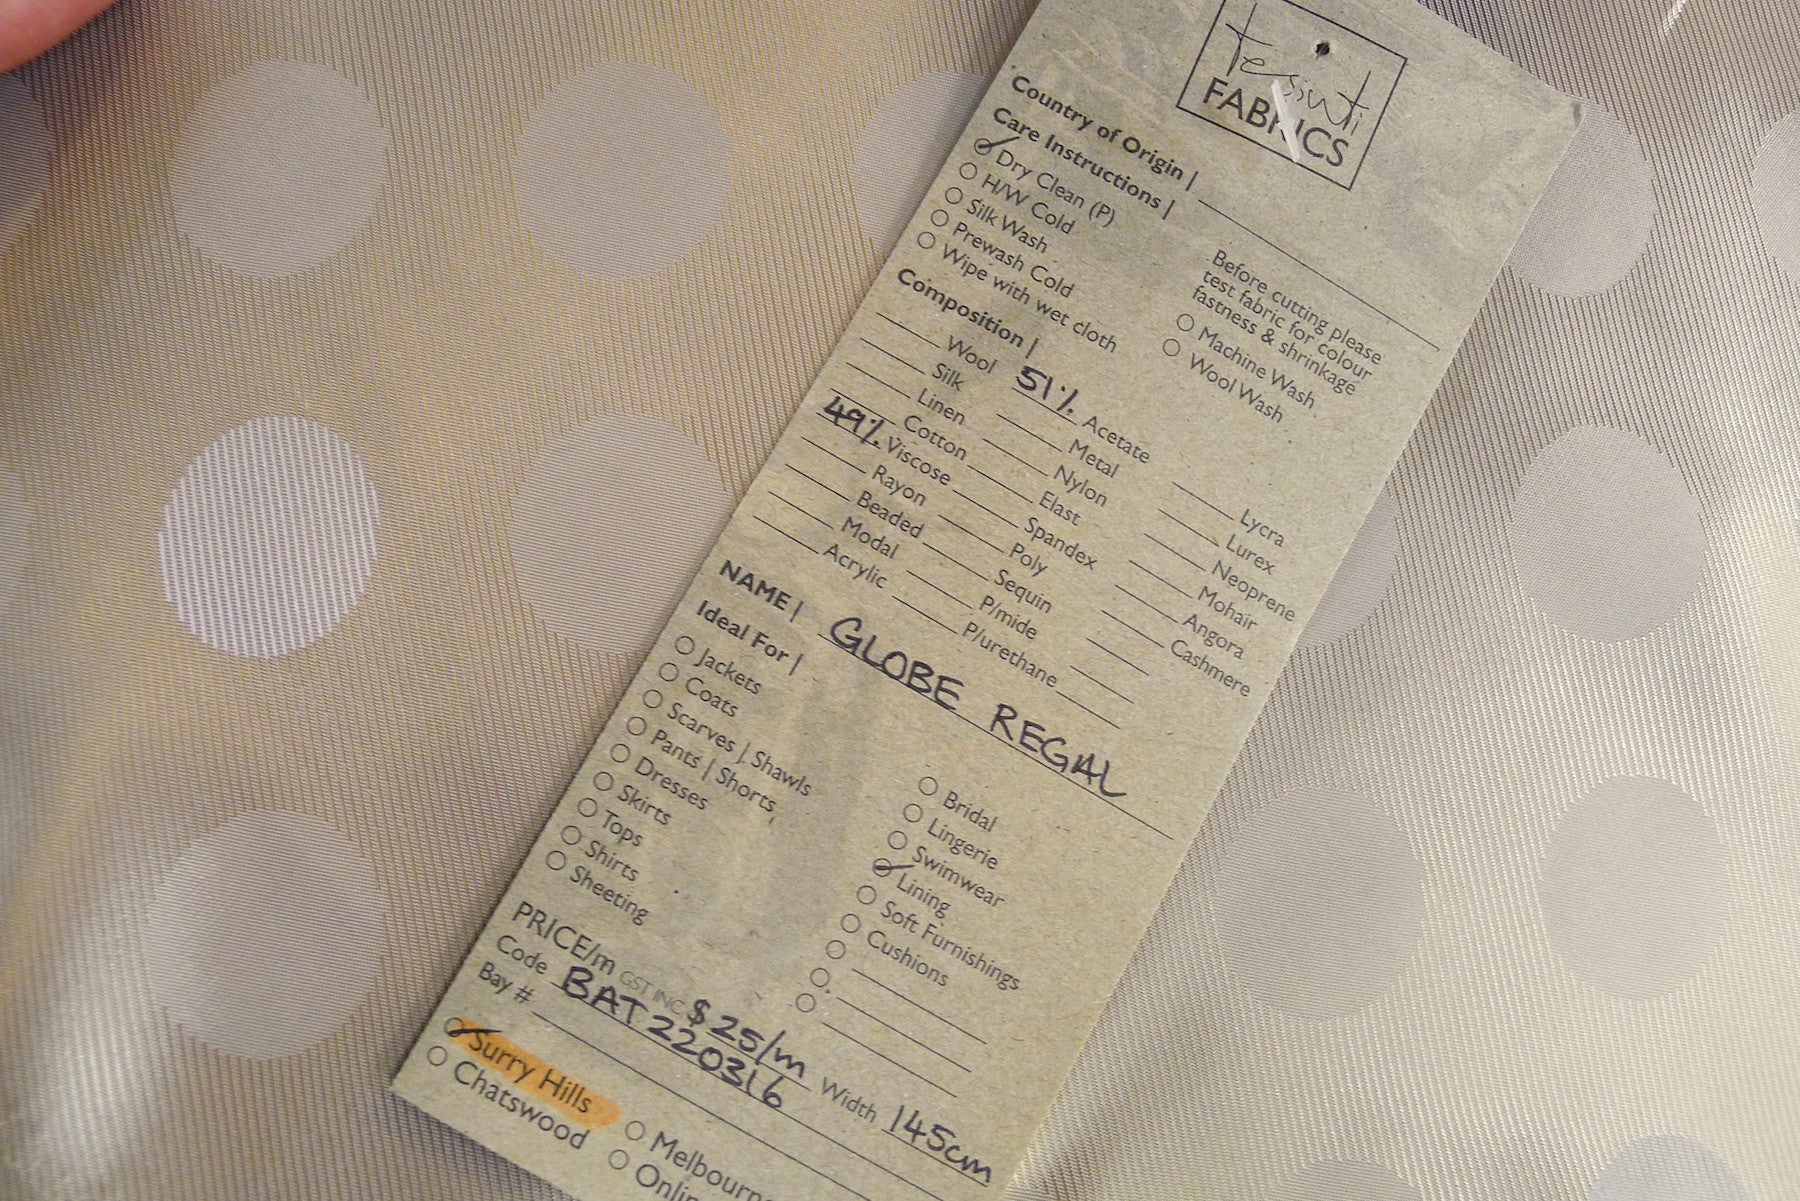 tessuti
FABRICS
Country of Origin |
Care Instructions |
Dry Clean (P)
H/W Cold
Silk Wash
Prewash Cold
Wipe with wet cloth
Before cutting please
test fabric for colour
fastness & shrinkage
Machine Wash
Wool Wash
Composition |
Wool
Silk
Linen
Cotton
49% Viscose
Rayon
Beaded
Modal
Acrylic
51% Acetate
Metal
Nylon
Elast
Spandex
Poly
Sequin
P/mide
P/urethane
Lycra
Lurex
Neoprene
Mohair
Angora
Cashmere
NAME | GLOBE REGAL
Ideal For |
Jackets
Coats
Scarves | Shawls
Pants | Shorts
Dresses
Skirts
Tops
Shirts
Sheeting
Bridal
Lingerie
Swimwear
Lining
Soft Furnishings
Cushions
PRICE/m GST INC $25/m Width 145cm
Code BAT220316
Bay #
Surry Hills
Chatswood
Melbourn
Onlin